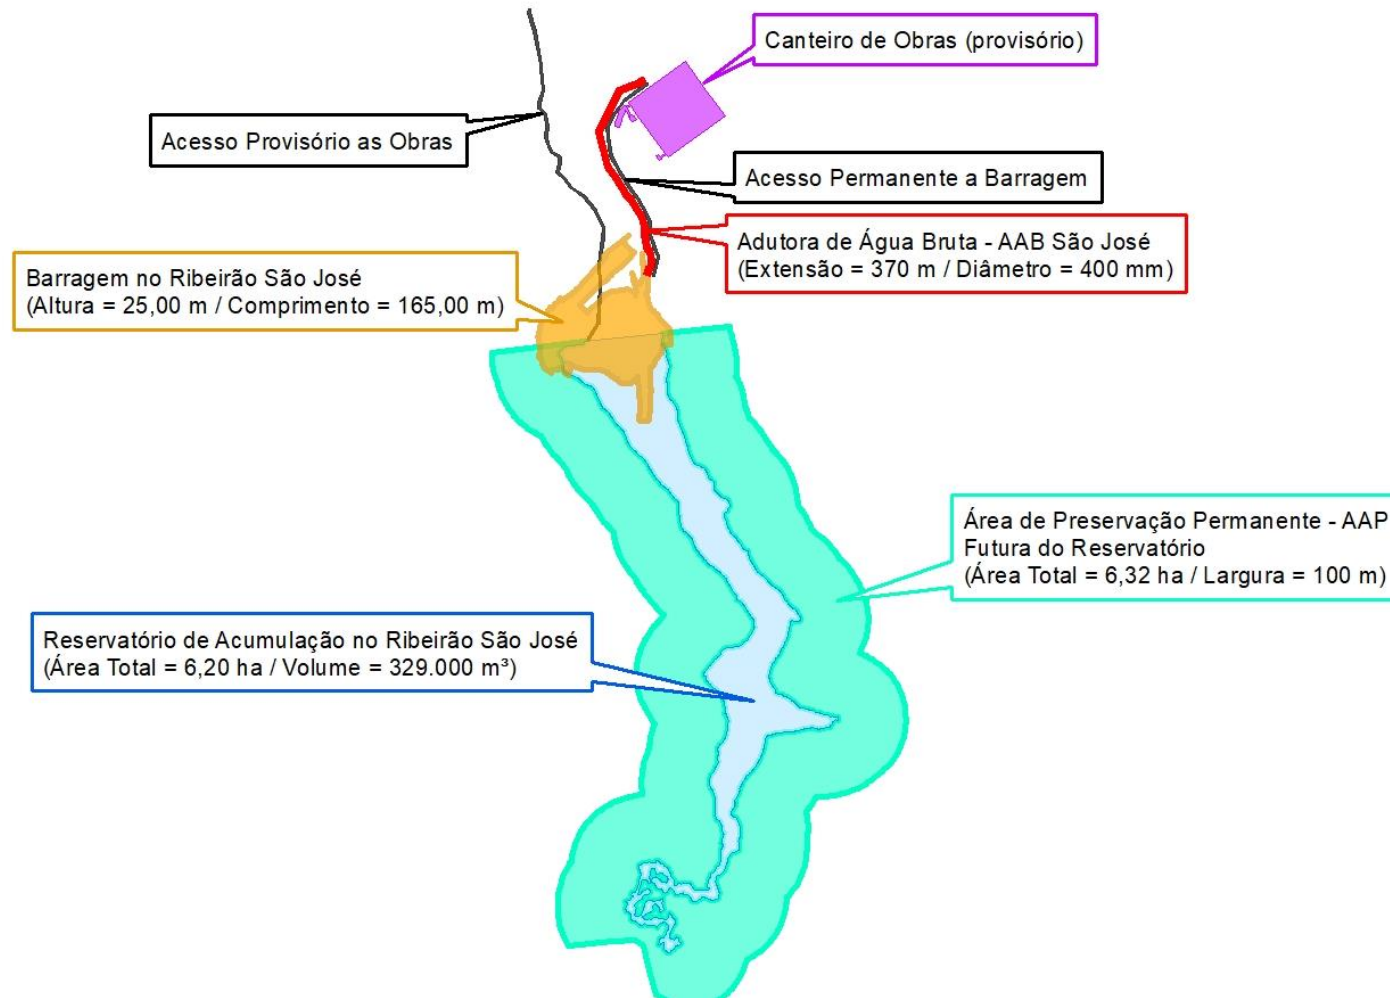 Canteiro de Obras (provisório)
Acesso Provisório as Obras
Acesso Permanente a Barragem
Adutora de Água Bruta - AAB São José
(Extensão = 370 m / Diâmetro = 400 mm)
Barragem no Ribeirão São José
(Altura = 25,00 m / Comprimento = 165,00 m)
Área de Preservação Permanente - AAP
Futura do Reservatório
(Área Total = 6,32 ha / Largura = 100 m)
Reservatório de Acumulação no Ribeirão São José
(Área Total = 6,20 ha / Volume = 329.000 m³)